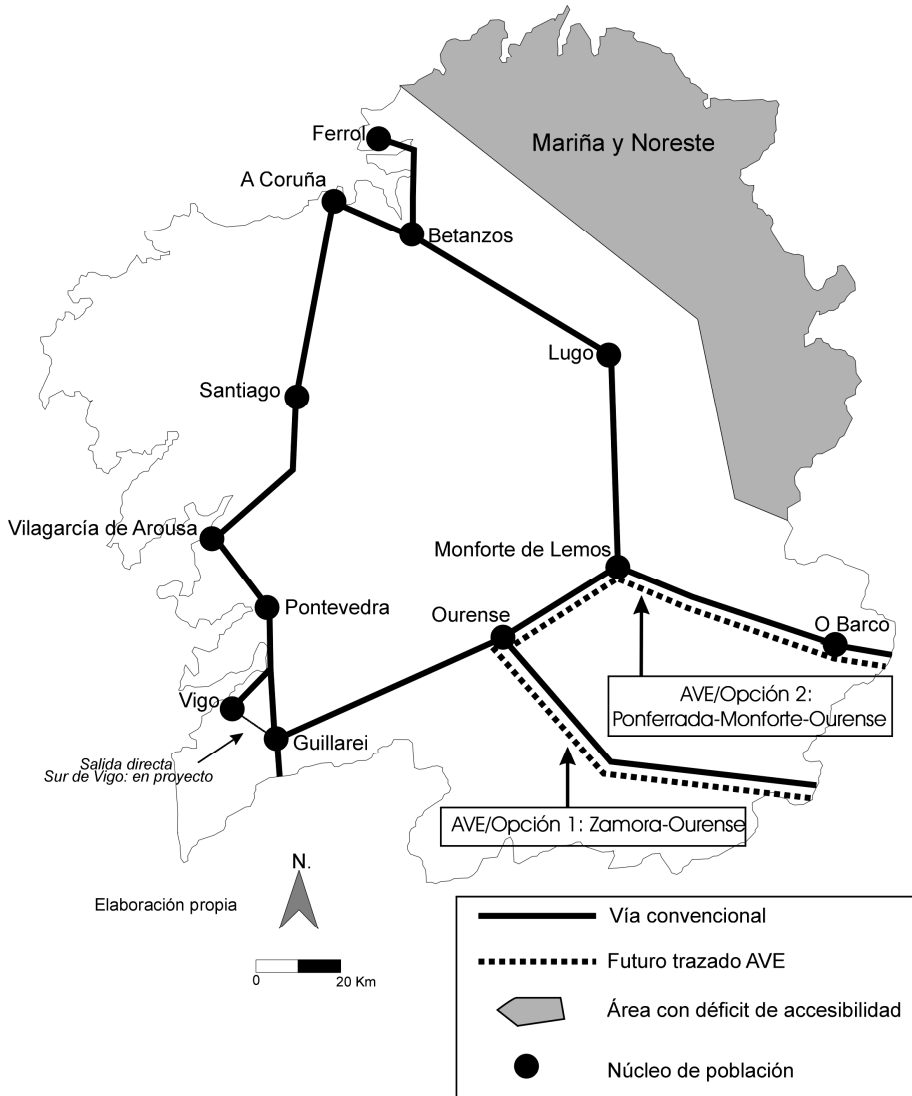 Ferrol
Mariña y Noreste
A Coruña
Betanzos
Lugo
Santiago
Vilagarcía de Arousa
Monforte de Lemos
Pontevedra
Ourense
O Barco
Vigo
AVE/Opción 2:
Ponferrada-Monforte-Ourense
Guillarei
Salida directa
Sur de Vigo: en proyecto
AVE/Opción 1: Zamora-Ourense
N.
Elaboración propia
0 20 Km
Vía convencional
Futuro trazado AVE
Área con déficit de accesibilidad
Núcleo de población